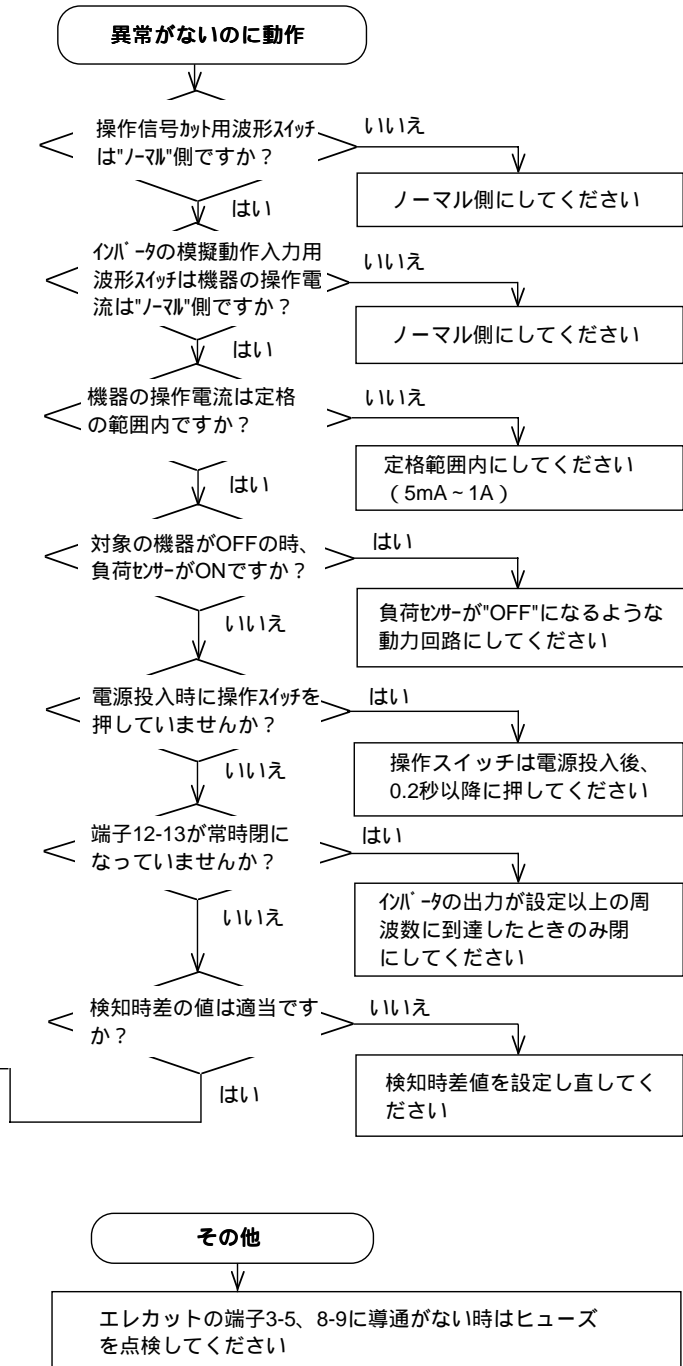 異常がないのに動作
操作信号ｶｯﾄ用波形ｽｲｯﾁ
は"ﾉｰﾏﾙ"側ですか？
いいえ
ノーマル側にしてください
はい
ｲﾝﾊﾞｰﾀの模擬動作入力用
波形ｽｲｯﾁは機器の操作電
流は"ﾉｰﾏﾙ"側ですか？
いいえ
ノーマル側にしてください
はい
機器の操作電流は定格
の範囲内ですか？
いいえ
定格範囲内にしてください
（5mA～1A）
はい
対象の機器がOFFの時、
負荷ｾﾝｻｰがONですか？
はい
負荷ｾﾝｻｰが"OFF"になるような
動力回路にしてください
いいえ
電源投入時に操作ｽｲｯﾁを
押していませんか？
はい
操作スイッチは電源投入後、
0.2秒以降に押してください
いいえ
端子12-13が常時閉に
なっていませんか？
はい
ｲﾝﾊﾞｰﾀの出力が設定以上の周
波数に到達したときのみ閉
にしてください
いいえ
検知時差の値は適当です
か？
いいえ
検知時差値を設定し直してく
ださい
はい
その他
エレカットの端子3-5、8-9に導通がない時はヒューズ
を点検してください